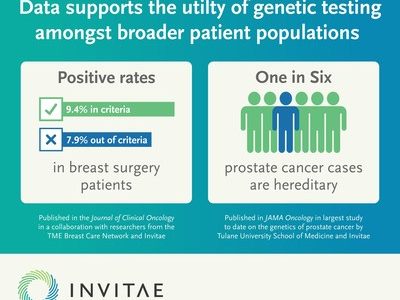 Data supports the utilty of genetic testing
amongst broader patient populations
Positive rates
9.4% in criteria
7.9% out of criteria
in breast surgery
patients
Published in the Journal of Clinical Oncology
in a collaboration with researchers from the
TME Breast Care Network and Invitae
One in Six
prostate cancer cases
are hereditary
Published in JAMA Oncology in largest study
to date on the genetics of prostate cancer by
Tulane University School of Medicine and Invitae
INVITAE